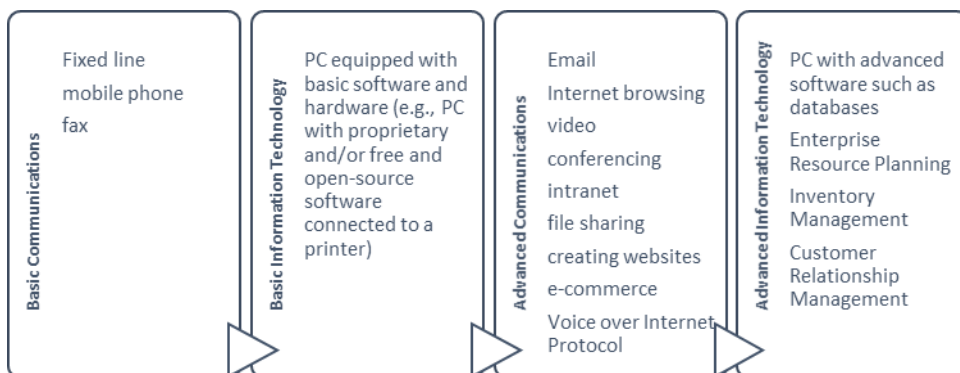 Basic Communications
Fixed line
mobile phone
fax
Basic Information Technology
PC equipped with
basic software and
hardware (e.g., PC
with proprietary
and/or free and
open-source
software
connected to a
printer)
Advanced Communications
Email
Internet browsing
video
conferencing
intranet
file sharing
creating websites
e-commerce
Voice over Internet
Protocol
Advanced Information Technology
PC with advanced
software such as
databases
Enterprise
Resource Planning
Inventory
Management
Customer
Relationship
Management